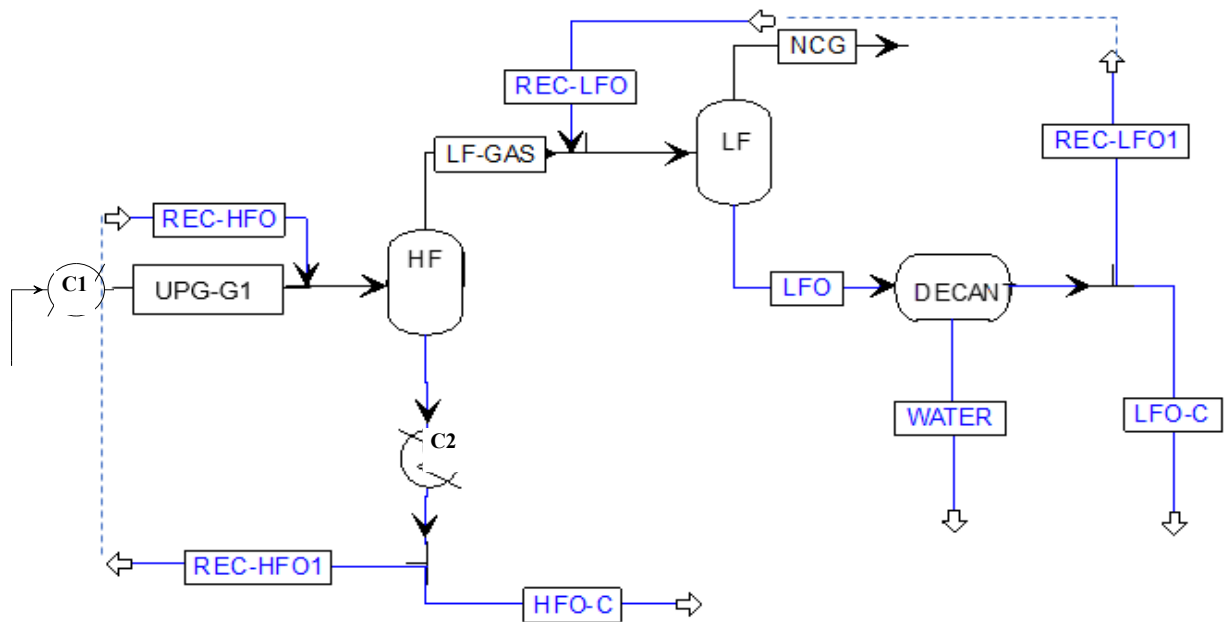 NCG
REC-LFO
LF
REC-LFO1
LF-GAS
REC-HFO
HF
C1
UPG-G1
LFO
DECANT
WATER
LFO-C
C2
REC-HFO1
HFO-C